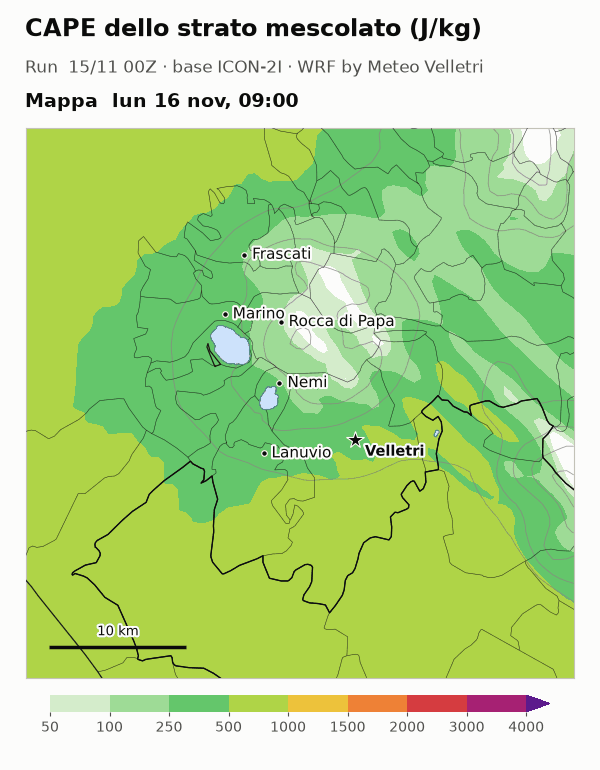 CAPE dello strato mescolato (J/kg)
Run  15/11 00Z · base ICON-2I · WRF by Meteo Velletri
Mappa  lun 16 nov, 09:00
Frascati
Marino
Rocca di Papa
Nemi
Velletri
Lanuvio
10 km
50 100 250 500 1000 1500 2000 3000 4000